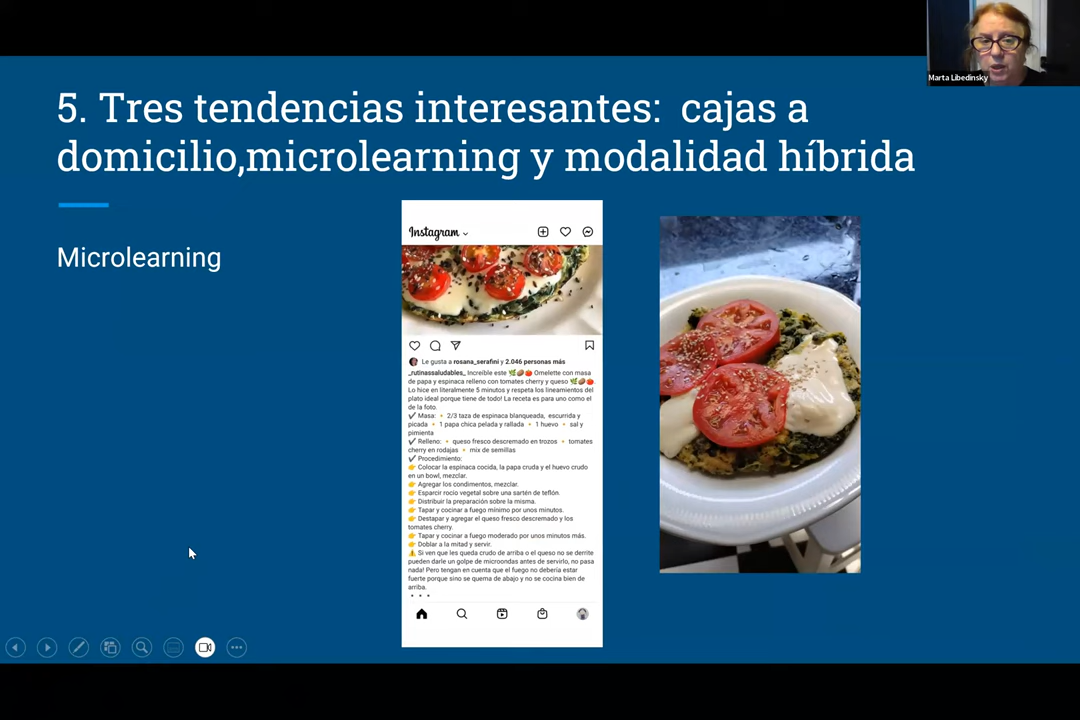 Marta Libedinsky
5. Tres tendencias interesantes: cajas a
domicilio,microlearning y modalidad híbrida
Microlearning
Instagram
Le gusta a rosana_serafini y 2.046 personas más
_rutinassaludables_ Increíble este 🌿🥔🍅 Omelette con masa
de papa y espinaca relleno con tomates cherry y queso 🌿🥔🍅.
Lo hice en literalmente 5 minutos y respeta los lineamientos del
plato ideal porque tiene de todo! La receta es para uno como el
de la foto.
✔️ Masa: 🔸 2/3 taza de espinaca blanqueada, escurrida y
picada 🔸 1 papa chica pelada y rallada 🔸 1 huevo 🔸 sal y
pimienta
✔️ Relleno: 🔸 queso fresco descremado en trozos 🔸 tomates
cherry en rodajas 🔸 mix de semillas
✔️ Procedimiento:
👉 Colocar la espinaca cocida, la papa cruda y el huevo crudo
en un bowl, mezclar.
👉 Agregar los condimentos, mezclar.
👉 Esparcir rocío vegetal sobre una sartén de teflón.
👉 Distribuir la preparación sobre la misma.
👉 Tapar y cocinar a fuego mínimo por unos minutos.
👉 Destapar y agregar el queso fresco descremado y los
tomates cherry.
👉 Tapar y cocinar a fuego moderado por unos minutos más.
👉 Doblar a la mitad y servir.
⚠️ Si ven que les queda crudo de arriba o el queso no se derrite
pueden darle un golpe de microondas antes de servirlo, no pasa
nada! Pero tengan en cuenta que el fuego no debería estar
fuerte porque sino se quema de abajo y no se cocina bien de
arriba.